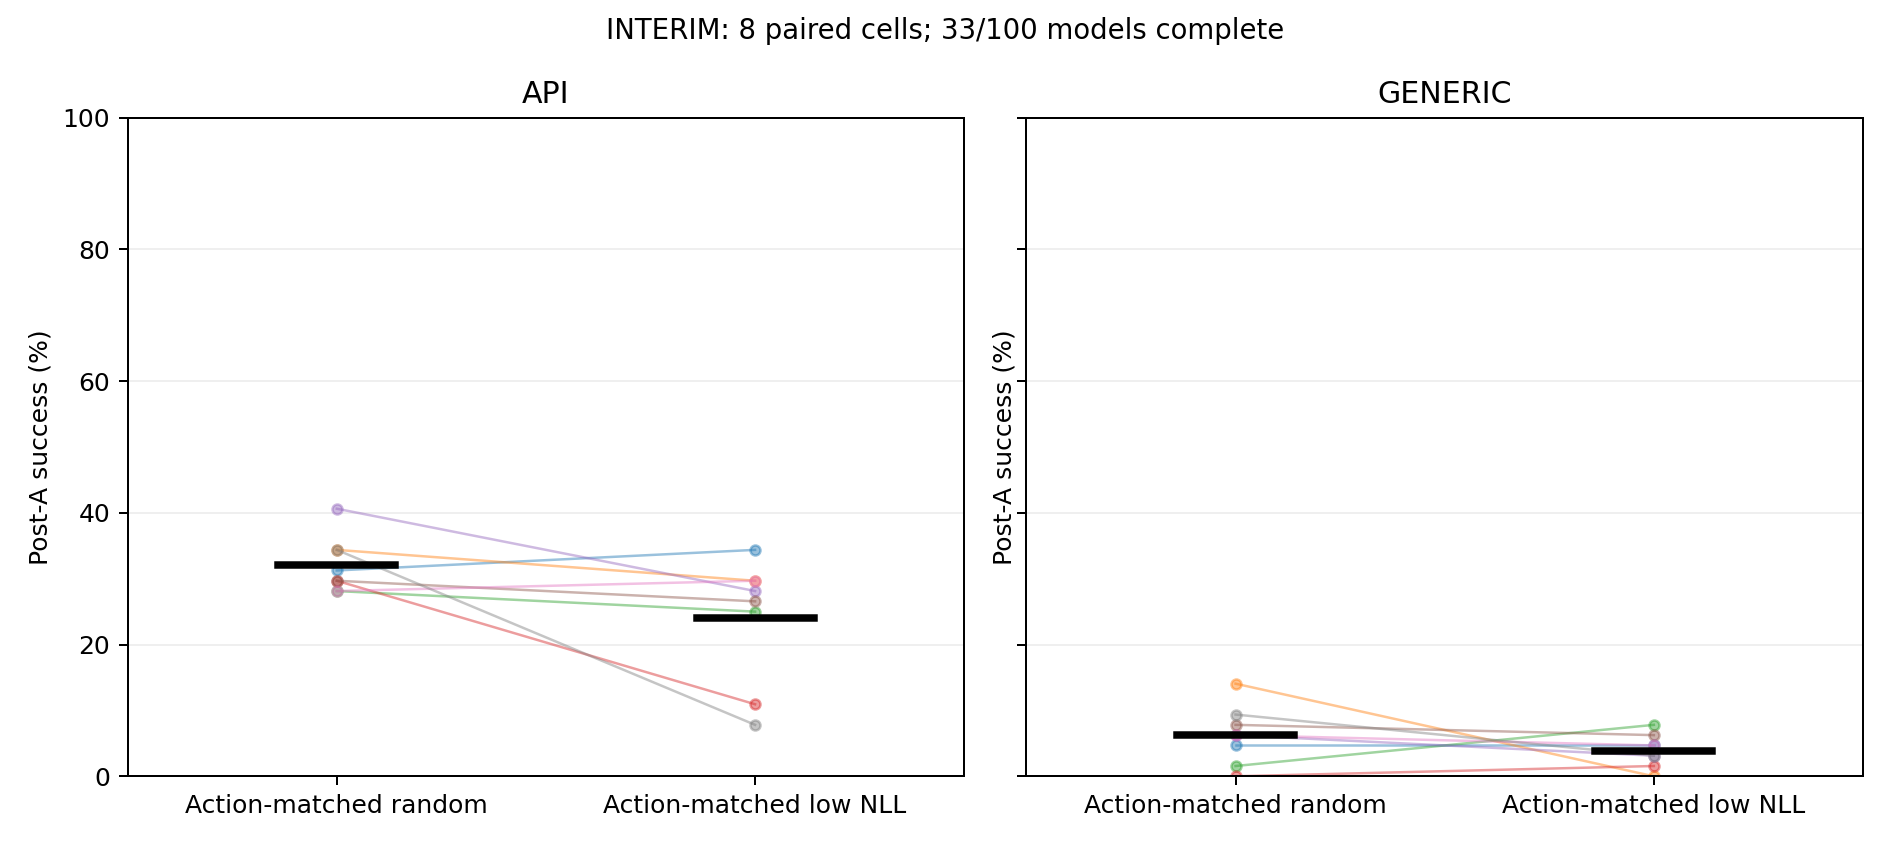 INTERIM: 8 paired cells; 33/100 models complete
API
GENERIC
Post-A success (%)
100
80
60
40
20
0
Action-matched random
Action-matched low NLL
Post-A success (%)
Action-matched random
Action-matched low NLL